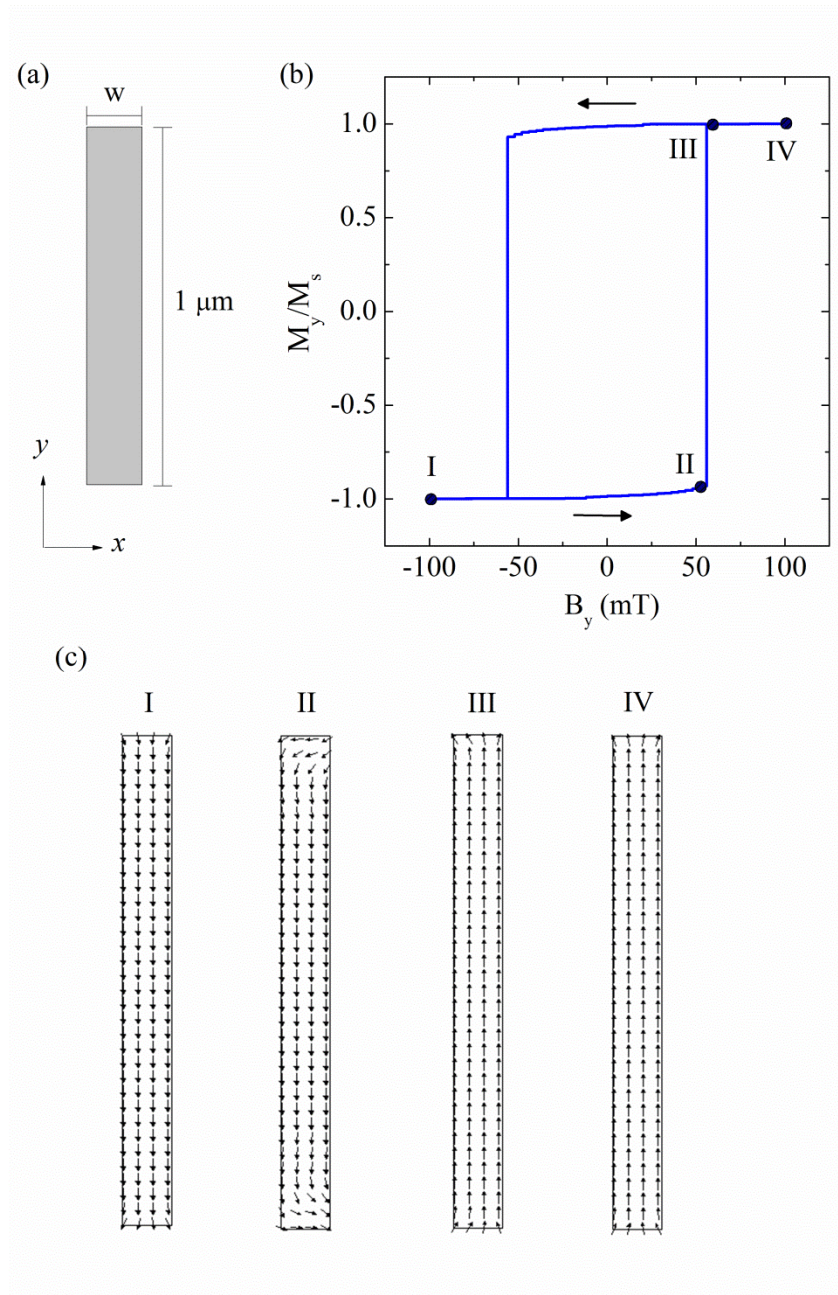 (a)
w
1 μm
y
x
(b)
1.0
0.5
0.0
-0.5
-1.0
M_y/M_s
I
II
III
IV
-100
-50
0
50
100
B_y (mT)
(c)
I
II
III
IV